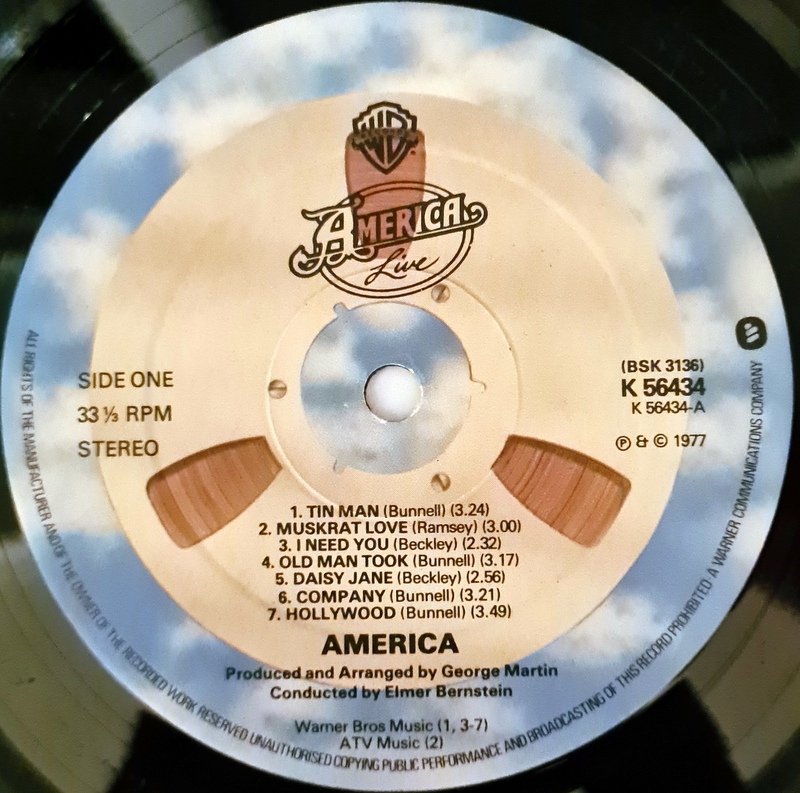 WB
AMERICA
Live
SIDE ONE
33⅓ RPM
STEREO
(BSK 3136)
K 56434
K 56434-A
℗ & © 1977
1. TIN MAN (Bunnell) (3.24)
2. MUSKRAT LOVE (Ramsey) (3.00)
3. I NEED YOU (Beckley) (2.32)
4. OLD MAN TOOK (Bunnell) (3.17)
5. DAISY JANE (Beckley) (2.56)
6. COMPANY (Bunnell) (3.21)
7. HOLLYWOOD (Bunnell) (3.49)
AMERICA
Produced and Arranged by George Martin
Conducted by Elmer Bernstein
Warner Bros Music (1, 3-7)
ATV Music (2)
ALL RIGHTS OF THE MANUFACTURER AND OF THE OWNER OF THE RECORDED WORK RESERVED UNAUTHORISED COPYING PUBLIC PERFORMANCE AND BROADCASTING OF THIS RECORD PROHIBITED · A WARNER COMMUNICATIONS COMPANY